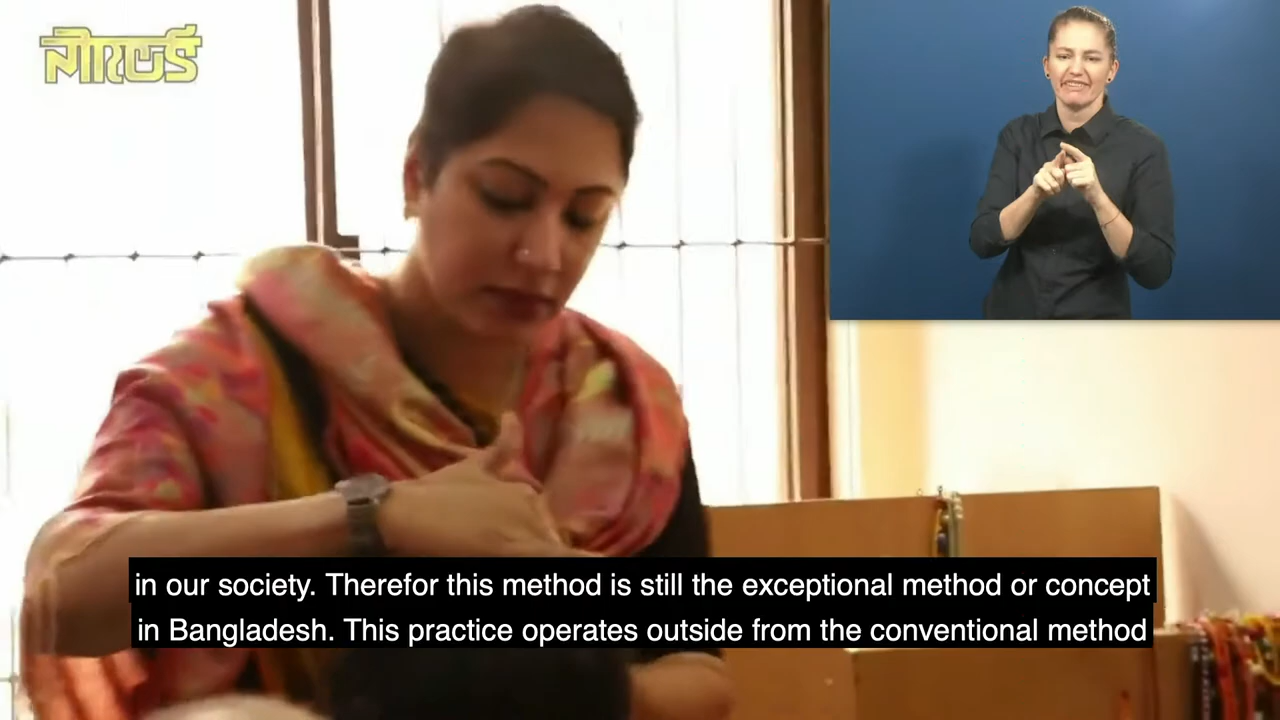 in our society. Therefor this method is still the exceptional method or concept
in Bangladesh. This practice operates outside from the conventional method